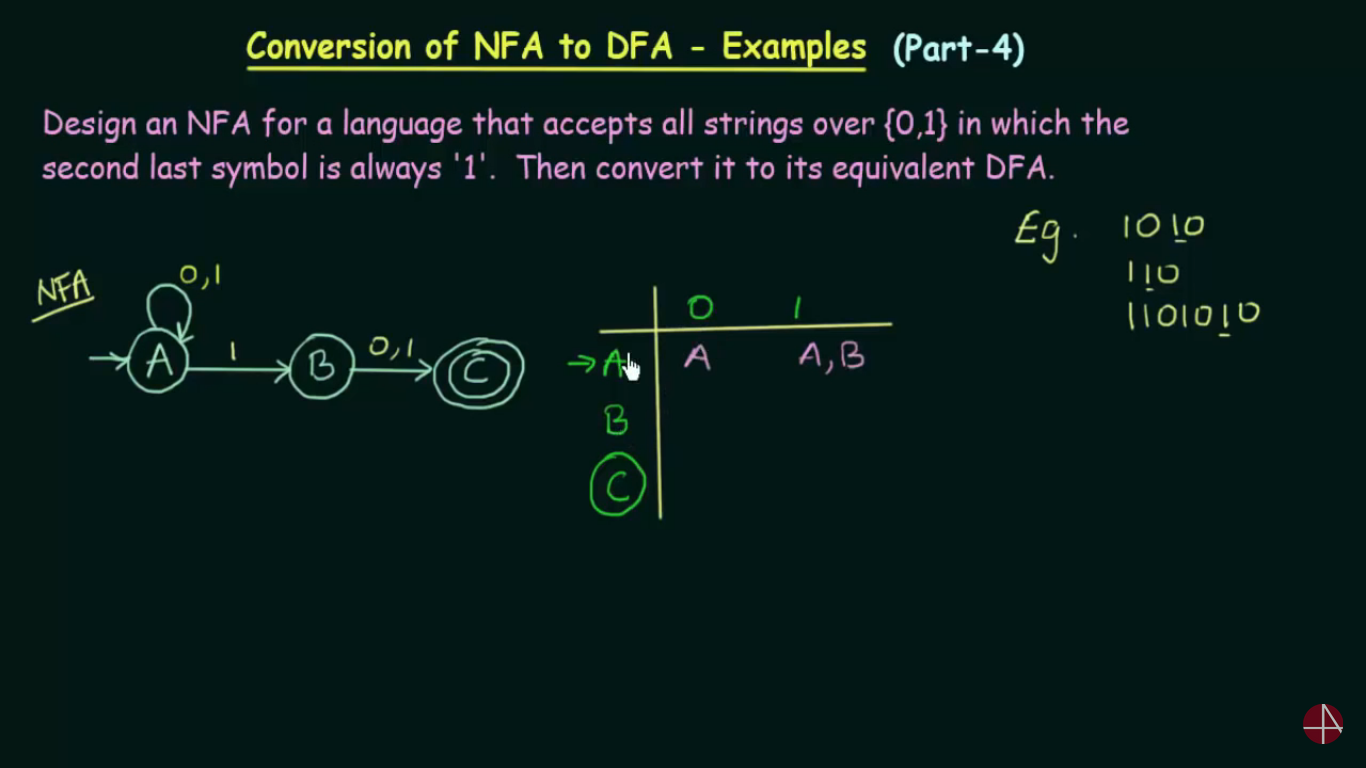 Conversion of NFA to DFA - Examples (Part-4)
Design an NFA for a language that accepts all strings over {0,1} in which the
second last symbol is always '1'. Then convert it to its equivalent DFA.
Eg. 1010
110
1101010
NFA
0,1
A 1 B 0,1 C
0 1
→ A A A, B
B
C